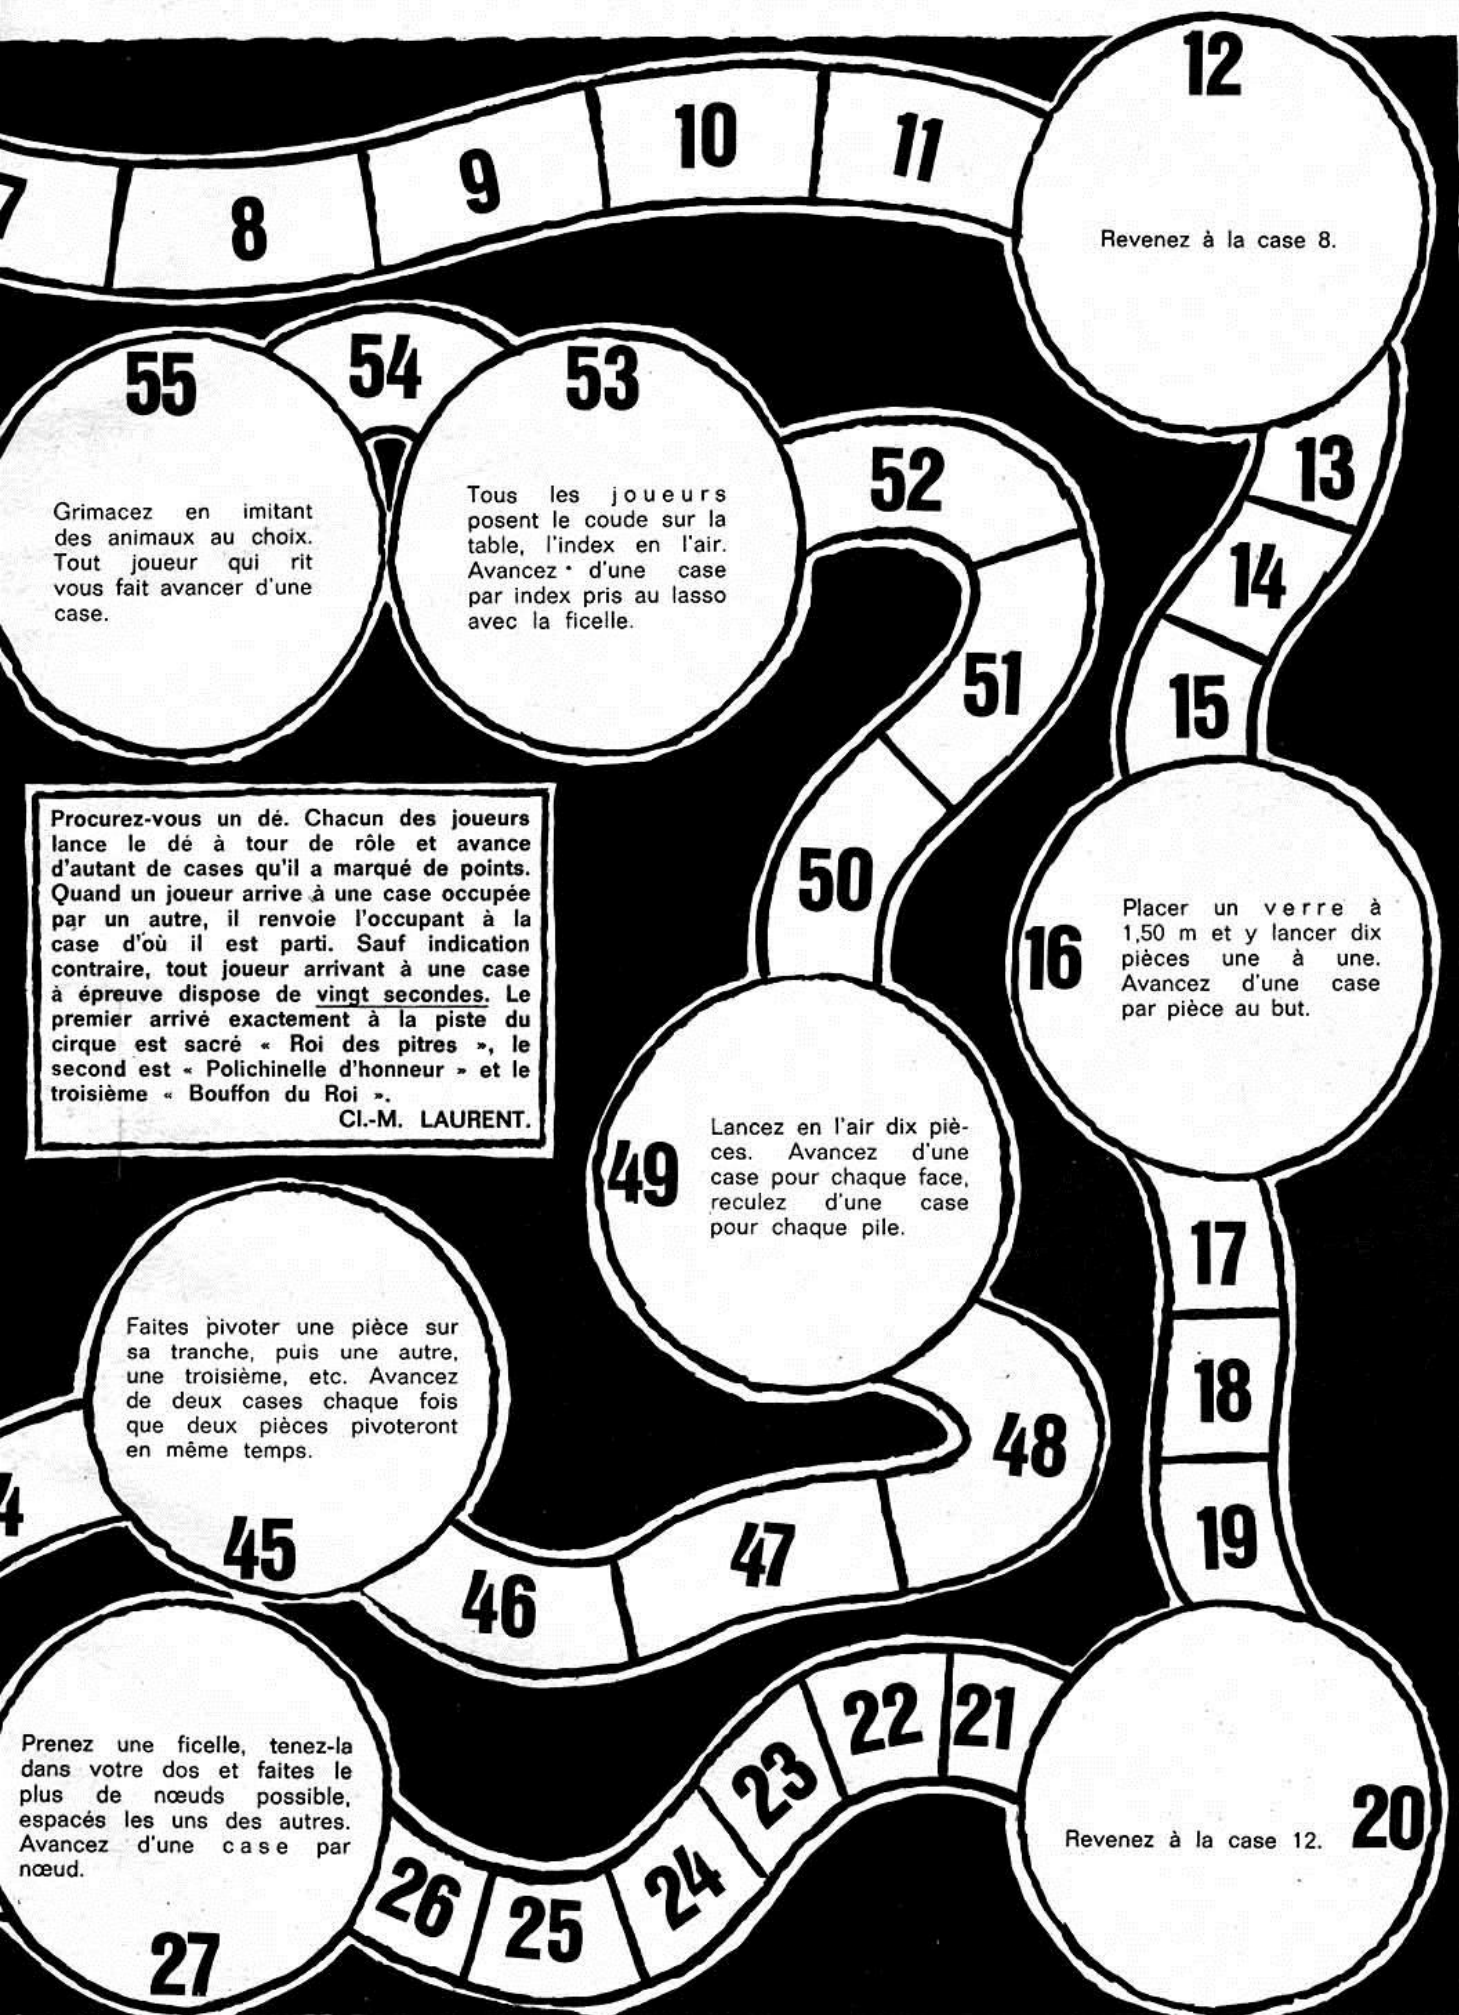 12
10
11
9
7
8
Revenez à la case 8.
55
54
53
52
13
Grimacez en imitant
des animaux au choix.
Tout joueur qui rit
vous fait avancer d'une
case.
Tous les joueurs
posent le coude sur la
table, l'index en l'air.
Avancez d'une case
par index pris au lasso
avec la ficelle.
14
51
15
Procurez-vous un dé. Chacun des joueurs
lance le dé à tour de rôle et avance
d'autant de cases qu'il a marqué de points.
Quand un joueur arrive à une case occupée
par un autre, il renvoie l'occupant à la
case d'où il est parti. Sauf indication
contraire, tout joueur arrivant à une case
à épreuve dispose de vingt secondes. Le
premier arrivé exactement à la piste du
cirque est sacré « Roi des pitres », le
second est « Polichinelle d'honneur » et le
troisième « Bouffon du Roi ».
Cl.-M. LAURENT.
50
16
Placer un verre à
1,50 m et y lancer dix
pièces une à une.
Avancez d'une case
par pièce au but.
49
Lancez en l'air dix piè-
ces. Avancez d'une
case pour chaque face,
reculez d'une case
pour chaque pile.
17
18
19
Faites pivoter une pièce sur
sa tranche, puis une autre,
une troisième, etc. Avancez
de deux cases chaque fois
que deux pièces pivoteront
en même temps.
48
4
45
47
46
22
21
23
Prenez une ficelle, tenez-la
dans votre dos et faites le
plus de nœuds possible,
espacés les uns des autres.
Avancez d'une case par
nœud.
20
Revenez à la case 12.
24
26
25
27